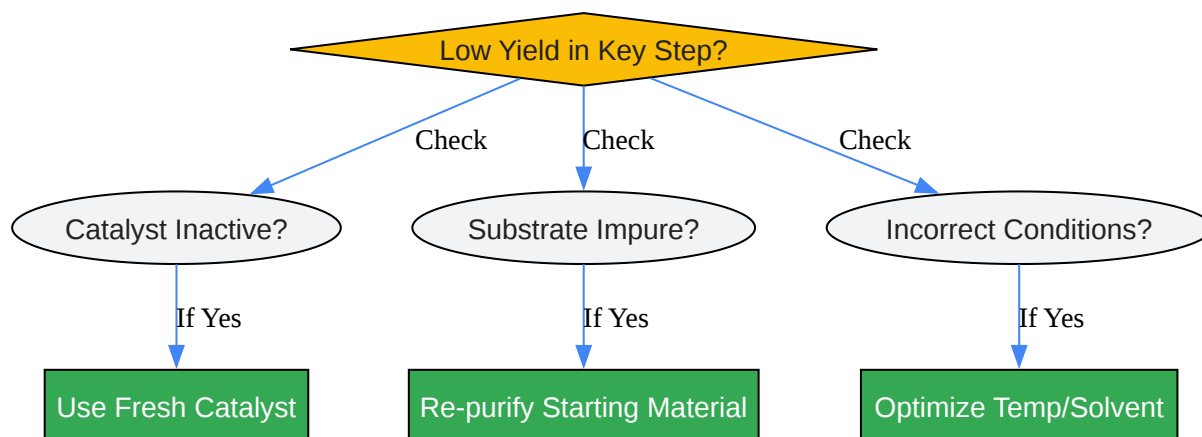 Low Yield in Key Step?
Check
Check
Check
Catalyst Inactive?
Substrate Impure?
Incorrect Conditions?
If Yes
If Yes
If Yes
Use Fresh Catalyst
Re-purify Starting Material
Optimize Temp/Solvent